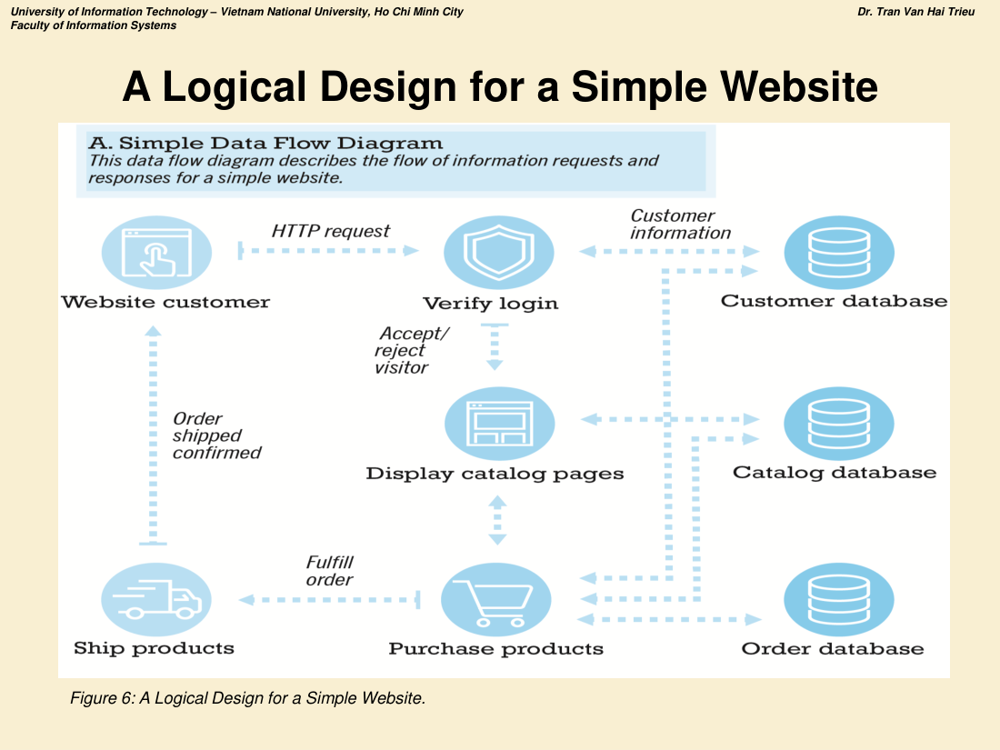 University of Information Technology – Vietnam National University, Ho Chi Minh City
Faculty of Information Systems
Dr. Tran Van Hai Trieu
A Logical Design for a Simple Website
A. Simple Data Flow Diagram
This data flow diagram describes the flow of information requests and
responses for a simple website.
HTTP request
Customer
information
Website customer
Verify login
Customer database
Accept/
reject
visitor
Order
shipped
confirmed
Display catalog pages
Catalog database
Fulfill
order
Ship products
Purchase products
Order database
Figure 6: A Logical Design for a Simple Website.